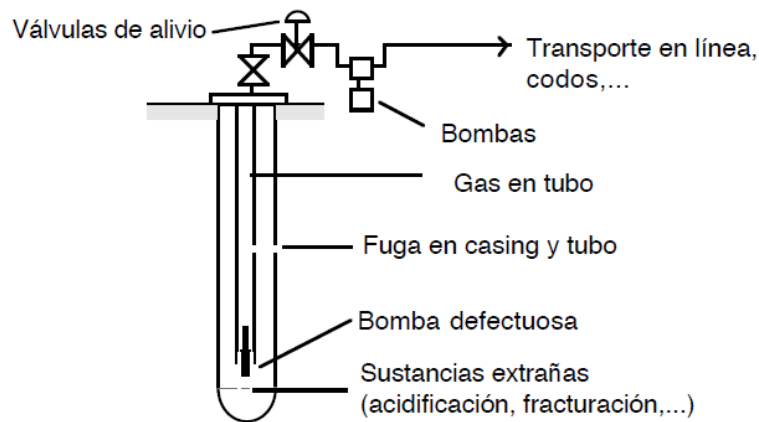 Válvulas de alivio
Transporte en línea,
codos,...
Bombas
Gas en tubo
Fuga en casing y tubo
Bomba defectuosa
Sustancias extrañas
(acidificación, fracturación,...)